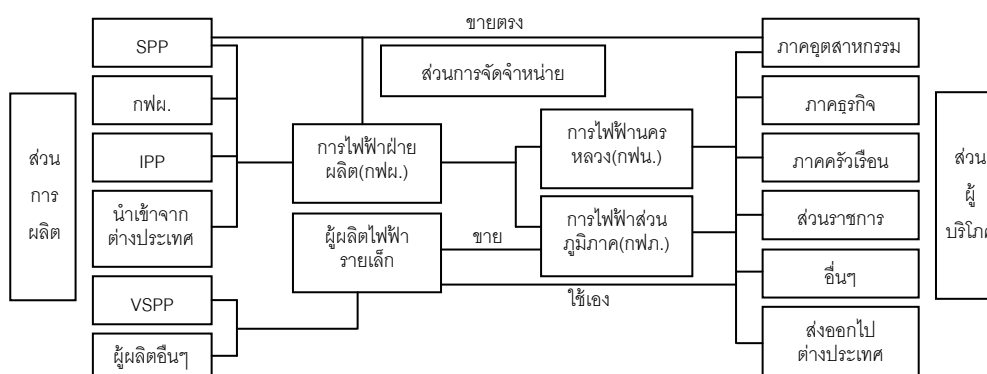 ส่วน
การ
ผลิต
SPP
กฟผ.
IPP
นำเข้าจาก
ต่างประเทศ
VSPP
ผู้ผลิตอื่นๆ
ขายตรง
ส่วนการจัดจำหน่าย
การไฟฟ้าฝ่าย
ผลิต(กฟผ.)
ผู้ผลิตไฟฟ้า
รายเล็ก
ขาย
ใช้เอง
การไฟฟ้านคร
หลวง(กฟน.)
การไฟฟ้าส่วน
ภูมิภาค(กฟภ.)
ภาคอุตสาหกรรม
ภาคธุรกิจ
ภาคครัวเรือน
ส่วนราชการ
อื่นๆ
ส่งออกไป
ต่างประเทศ
ส่วน
ผู้
บริโภค